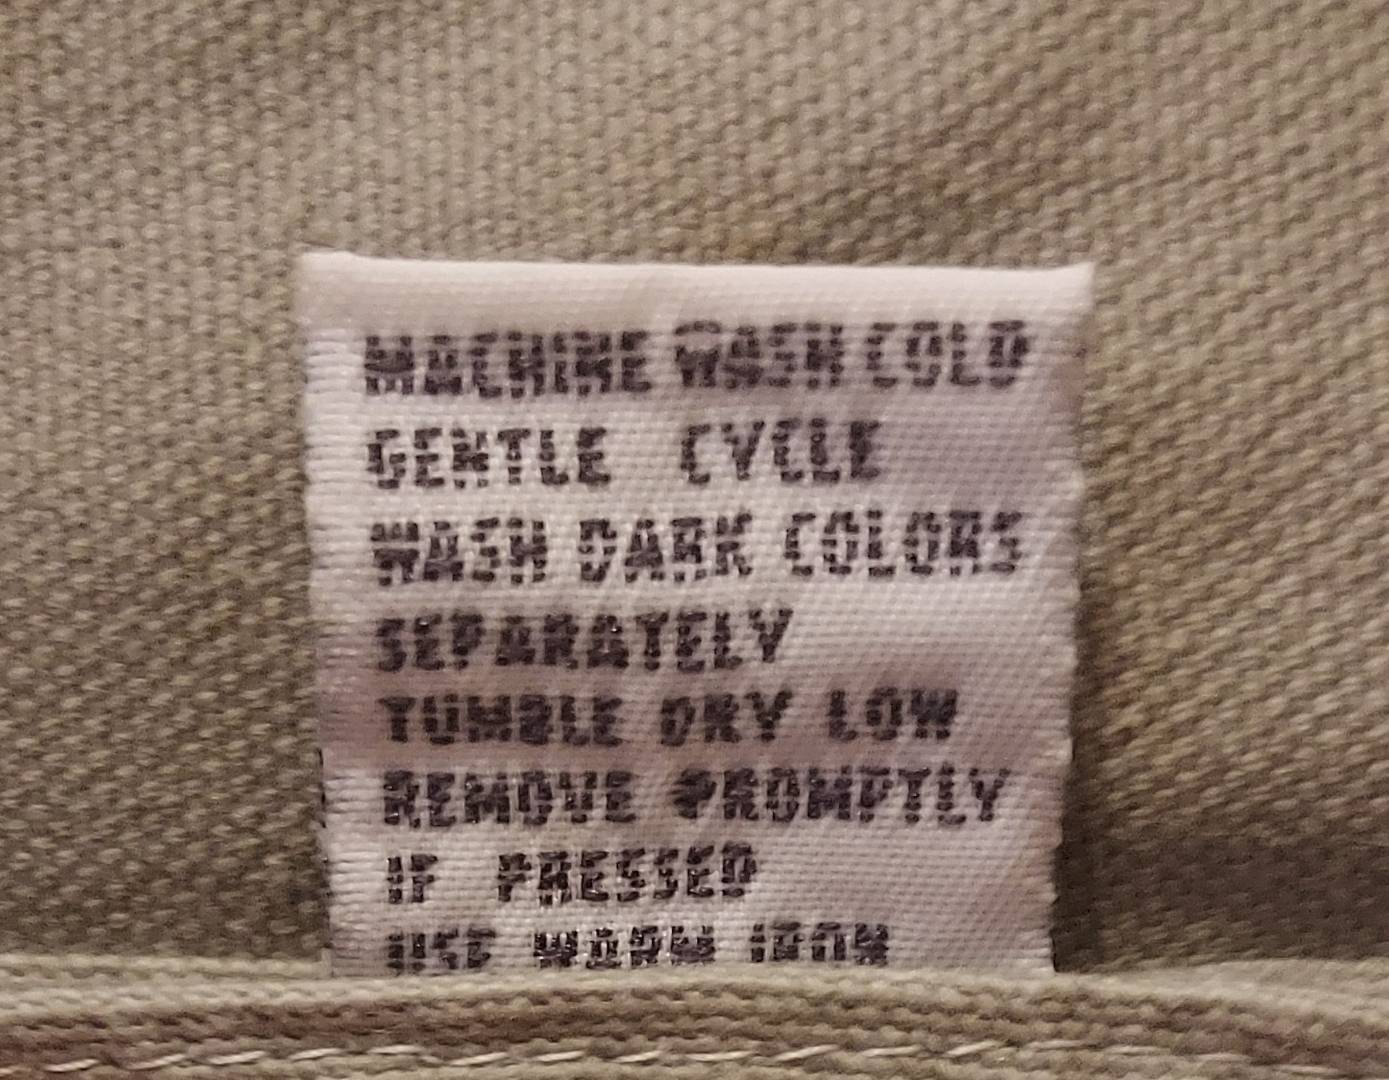 MACHINE WASH COLD
GENTLE CYCLE
WASH DARK COLORS
SEPARATELY
TUMBLE DRY LOW
REMOVE PROMPTLY
IF PRESSED
USE WARM IRON